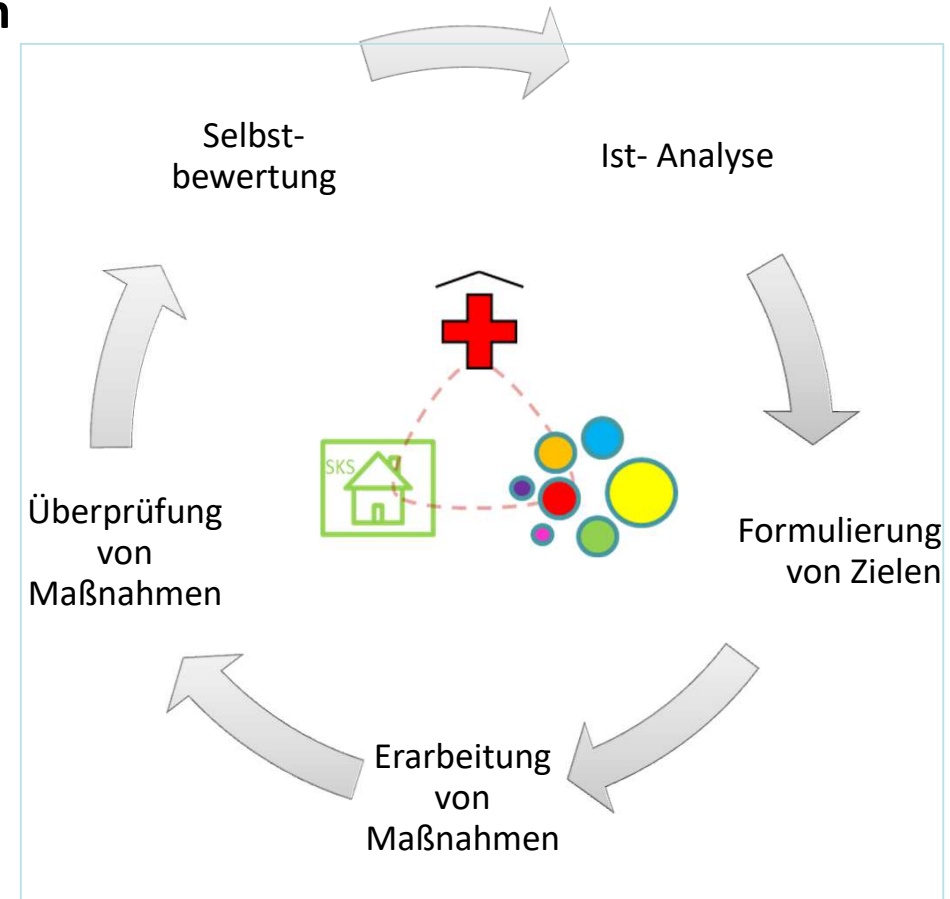 n
Selbst-
bewertung
Ist- Analyse
SKS
Formulierung
von Zielen
Überprüfung
von
Maßnahmen
Erarbeitung
von
Maßnahmen